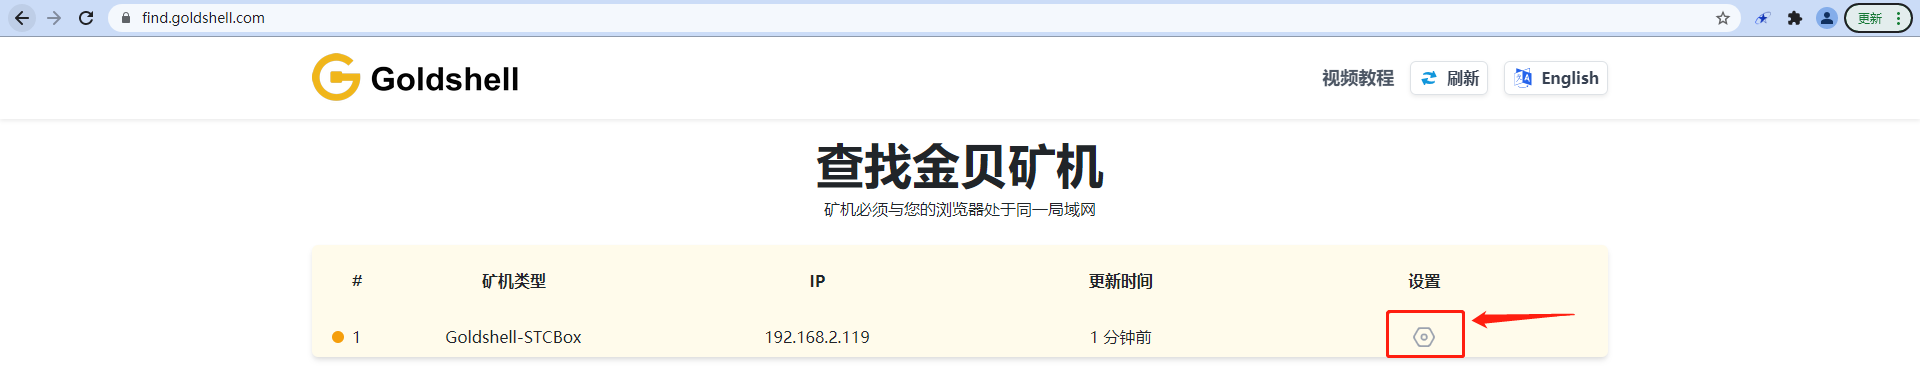 find.goldshell.com
更新
Goldshell
视频教程 刷新 English
查找金贝矿机
矿机必须与您的浏览器处于同一局域网
# 矿机类型 IP 更新时间 设置
1 Goldshell-STCBox 192.168.2.119 1 分钟前